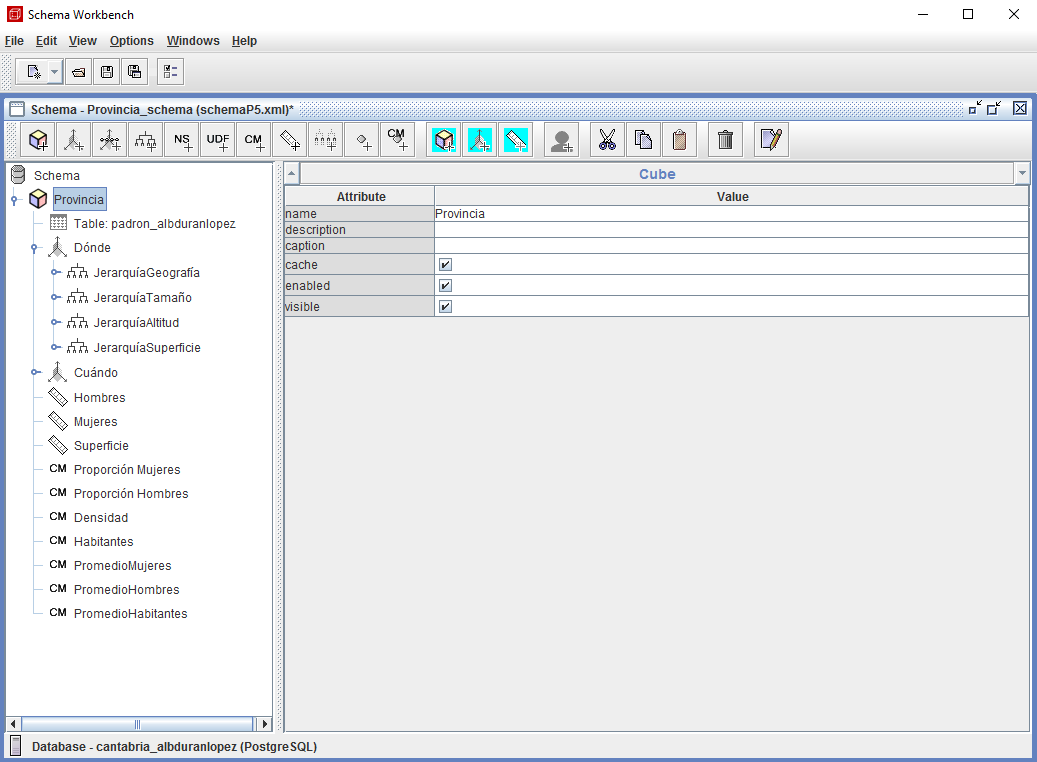 Schema Workbench
File Edit View Options Windows Help
Schema - Provincia_schema (schemaP5.xml)*
NS UDF CM CM
Schema
Provincia
Table: padron_albduranlopez
Dónde
JerarquíaGeografía
JerarquíaTamaño
JerarquíaAltitud
JerarquíaSuperficie
Cuándo
Hombres
Mujeres
Superficie
CM Proporción Mujeres
CM Proporción Hombres
CM Densidad
CM Habitantes
CM PromedioMujeres
CM PromedioHombres
CM PromedioHabitantes
Cube
Attribute Value
name Provincia
description
caption
cache
enabled
visible
Database - cantabria_albduranlopez (PostgreSQL)